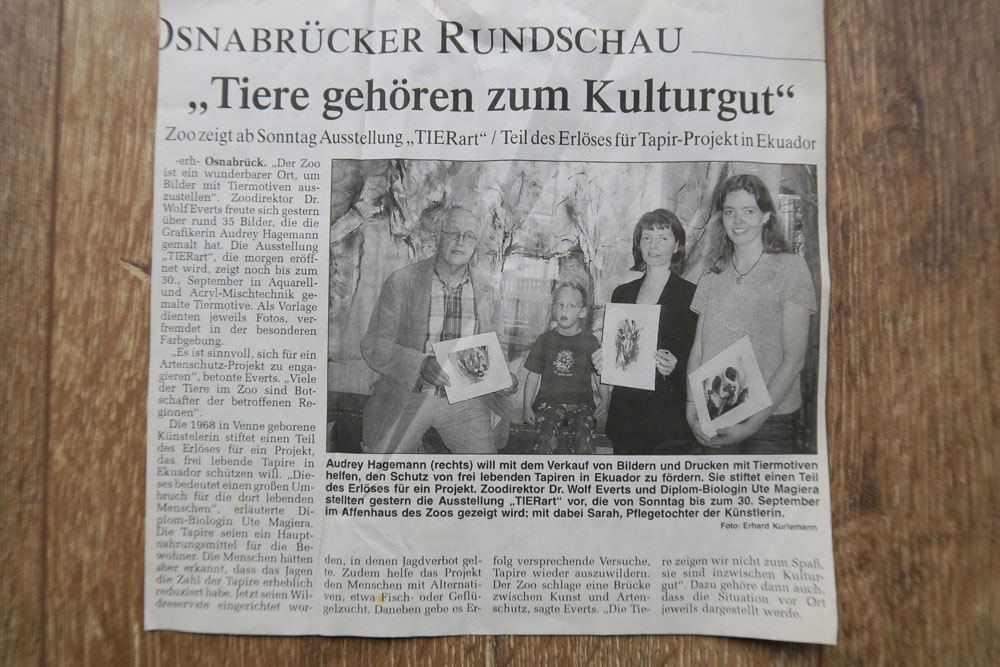 OSNABRÜCKER RUNDSCHAU
„Tiere gehören zum Kulturgut“
Zoo zeigt ab Sonntag Ausstellung „TIERart“ / Teil des Erlöses für Tapir-Projekt in Ekuador
-erh- Osnabrück. „Der Zoo
ist ein wunderbarer Ort, um
Bilder mit Tiermotiven aus-
zustellen“. Zoodirektor Dr.
Wolf Everts freute sich gestern
über rund 35 Bilder, die die
Grafikerin Audrey Hagemann
gemalt hat. Die Ausstellung
„TIERart“, die morgen eröff-
net wird, zeigt noch bis zum
30., September in Aquarell-
und Acryl-Mischtechnik ge-
malte Tiermotive. Als Vorlage
dienten jeweils Fotos, ver-
fremdet in der besonderen
Farbgebung.
„Es ist sinnvoll, sich für ein
Artenschutz-Projekt zu enga-
gieren“, betonte Everts. „Viele
der Tiere im Zoo sind Bot-
schafter der betroffenen Re-
gionen“.
Die 1968 in Venne geborene
Künstelerin stiftet einen Teil
des Erlöses für ein Projekt,
das frei lebende Tapire in
Ekuador schützen will. „Die-
ses bedeutet einen großen Um-
bruch für die dort lebenden
Menschen“, erläuterte Di-
plom-Biologin Ute Magiera.
Die Tapire seien ein Haupt-
nahrungsmittel für die Be-
wohner. Die Menschen hätten
aber erkannt, dass das Jagen
die Zahl der Tapire erheblich
reduziert habe. Jetzt seien Wil-
dreservate eingerichtet wor-
Audrey Hagemann (rechts) will mit dem Verkauf von Bildern und Drucken mit Tiermotiven
helfen, den Schutz von frei lebenden Tapiren in Ekuador zu fördern. Sie stiftet einen Teil
des Erlöses für ein Projekt. Zoodirektor Dr. Wolf Everts und Diplom-Biologin Ute Magiera
stellten gestern die Ausstellung „TIERart“ vor, die von Sonntag bis zum 30. September
im Affenhaus des Zoos gezeigt wird; mit dabei Sarah, Pflegetochter der Künstlerin.
Foto: Erhard Kurlemann
den, in denen Jagdverbot gel-
te. Zudem helfe das Projekt
den Menschen mit Alternati-
ven, etwa Fisch- oder Geflü-
gelzucht. Daneben gebe es Er-
folg versprechende Versuche,
Tapire wieder auszuwildern.
Der Zoo schlage eine Brücke
zwischen Kunst und Arten-
schutz, sagte Everts. „Die Tie-
re zeigen wir nicht zum Spaß,
sie sind inzwischen Kultur-
gut“. Dazu gehöre dann auch,
dass die Situation vor Ort
jeweils dargestellt werde.